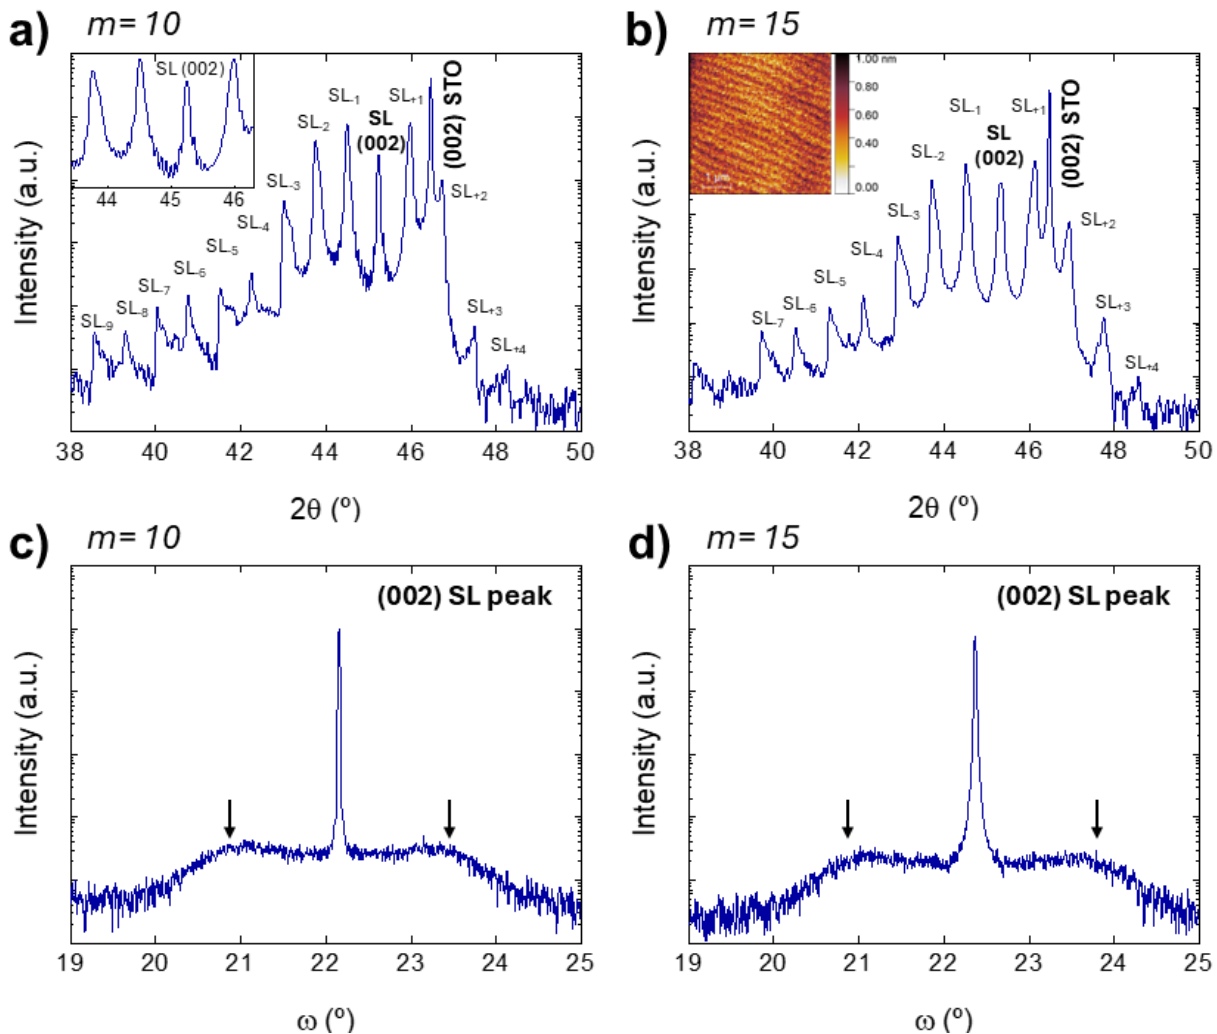 a)
m= 10
SL (002)
44
45
46
SL-9
SL-8
SL-7
SL-6
SL-5
SL-4
SL-3
SL-2
SL-1
SL
(002)
SL+1
(002) STO
SL+2
SL+3
SL+4
Intensity (a.u.)
38
40
42
44
46
48
50
2θ (º)
b)
m= 15
1 μm
1.00 nm
0.80
0.60
0.40
0.00
SL-7
SL-6
SL-5
SL-4
SL-3
SL-2
SL-1
SL
(002)
SL+1
(002) STO
SL+2
SL+3
SL+4
Intensity (a.u.)
38
40
42
44
46
48
50
2θ (º)
c)
m= 10
(002) SL peak
Intensity (a.u.)
19
20
21
22
23
24
25
ω (º)
d)
m= 15
(002) SL peak
Intensity (a.u.)
19
20
21
22
23
24
25
ω (º)